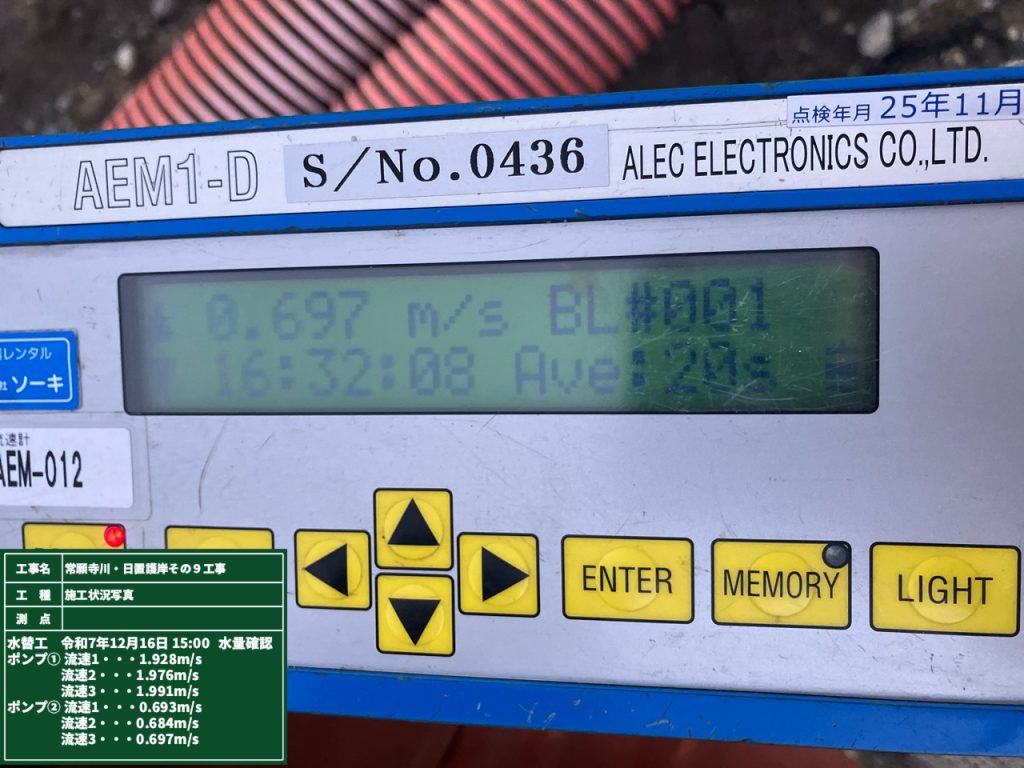 点検年月 25年11月
AEM1-D S/No.0436 ALEC ELECTRONICS CO.,LTD.
0.697 m/s BL#001
16:32:08 Ave:20s
レンタル
ソーキ
流速計
AEM-012
ENTER MEMORY LIGHT
工事名 常願寺川・日置護岸その9工事
工種 施工状況写真
測点
水替工 令和7年12月16日 15:00 水量確認
ポンプ① 流速1・・・1.928m/s
流速2・・・1.976m/s
流速3・・・1.991m/s
ポンプ② 流速1・・・0.693m/s
流速2・・・0.684m/s
流速3・・・0.697m/s